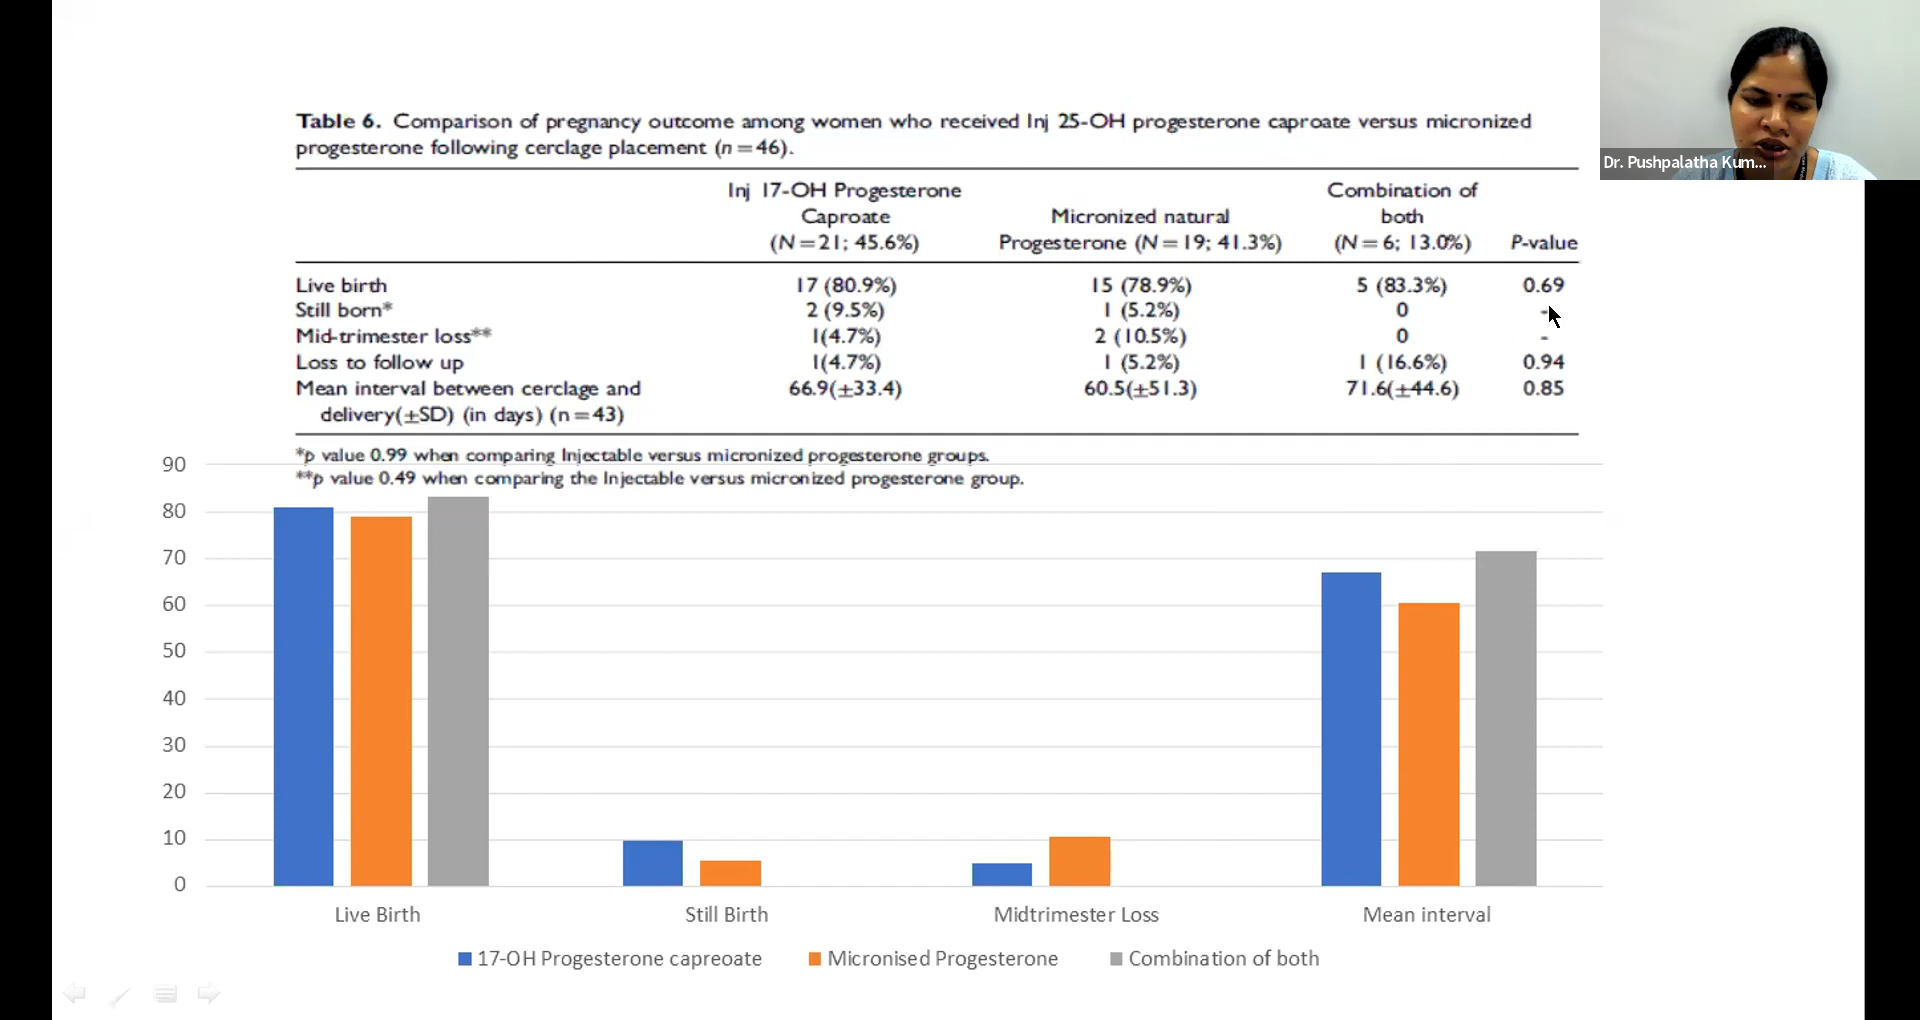 Dr. Pushpalatha Kum...
Table 6. Comparison of pregnancy outcome among women who received Inj 25-OH progesterone caproate versus micronized
progesterone following cerclage placement (n=46).
Inj 17-OH Progesterone Caproate (N=21; 45.6%) Micronized natural Progesterone (N=19; 41.3%) Combination of both (N=6; 13.0%) P-value
Live birth 17 (80.9%) 15 (78.9%) 5 (83.3%) 0.69
Still born* 2 (9.5%) 1 (5.2%) 0 -
Mid-trimester loss** 1(4.7%) 2 (10.5%) 0 -
Loss to follow up 1(4.7%) 1 (5.2%) 1 (16.6%) 0.94
Mean interval between cerclage and 66.9(±33.4) 60.5(±51.3) 71.6(±44.6) 0.85
delivery(±SD) (in days) (n=43)
*p value 0.99 when comparing Injectable versus micronized progesterone groups.
**p value 0.49 when comparing the Injectable versus micronized progesterone group.
90
80
70
60
50
40
30
20
10
0
Live Birth Still Birth Midtrimester Loss Mean interval
17-OH Progesterone capreoate Micronised Progesterone Combination of both